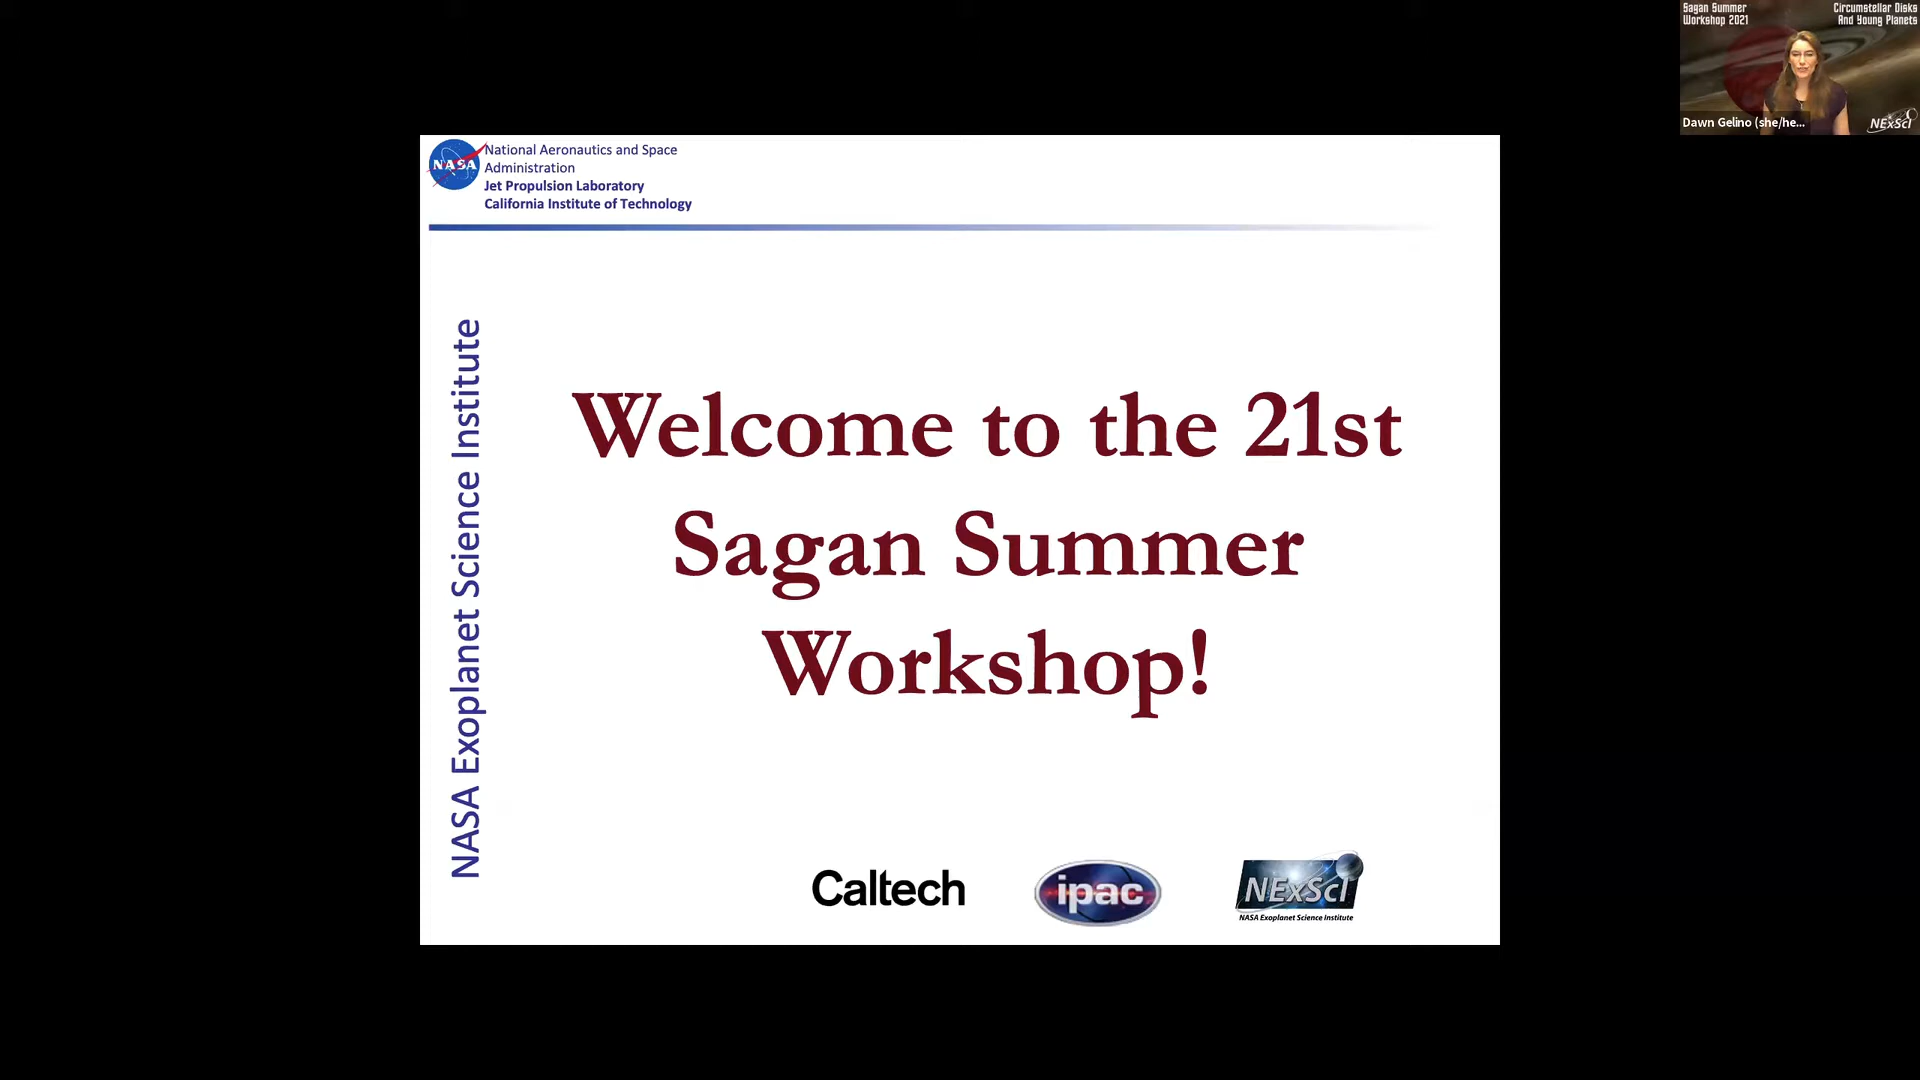 Sagan Summer
Workshop 2021
Circumstellar Disks
And Young Planets
Dawn Gelino (she/he...
NExScI
NASA
National Aeronautics and Space
Administration
Jet Propulsion Laboratory
California Institute of Technology
NASA Exoplanet Science Institute
Welcome to the 21st
Sagan Summer
Workshop!
Caltech
ipac
NExScI
NASA Exoplanet Science Institute